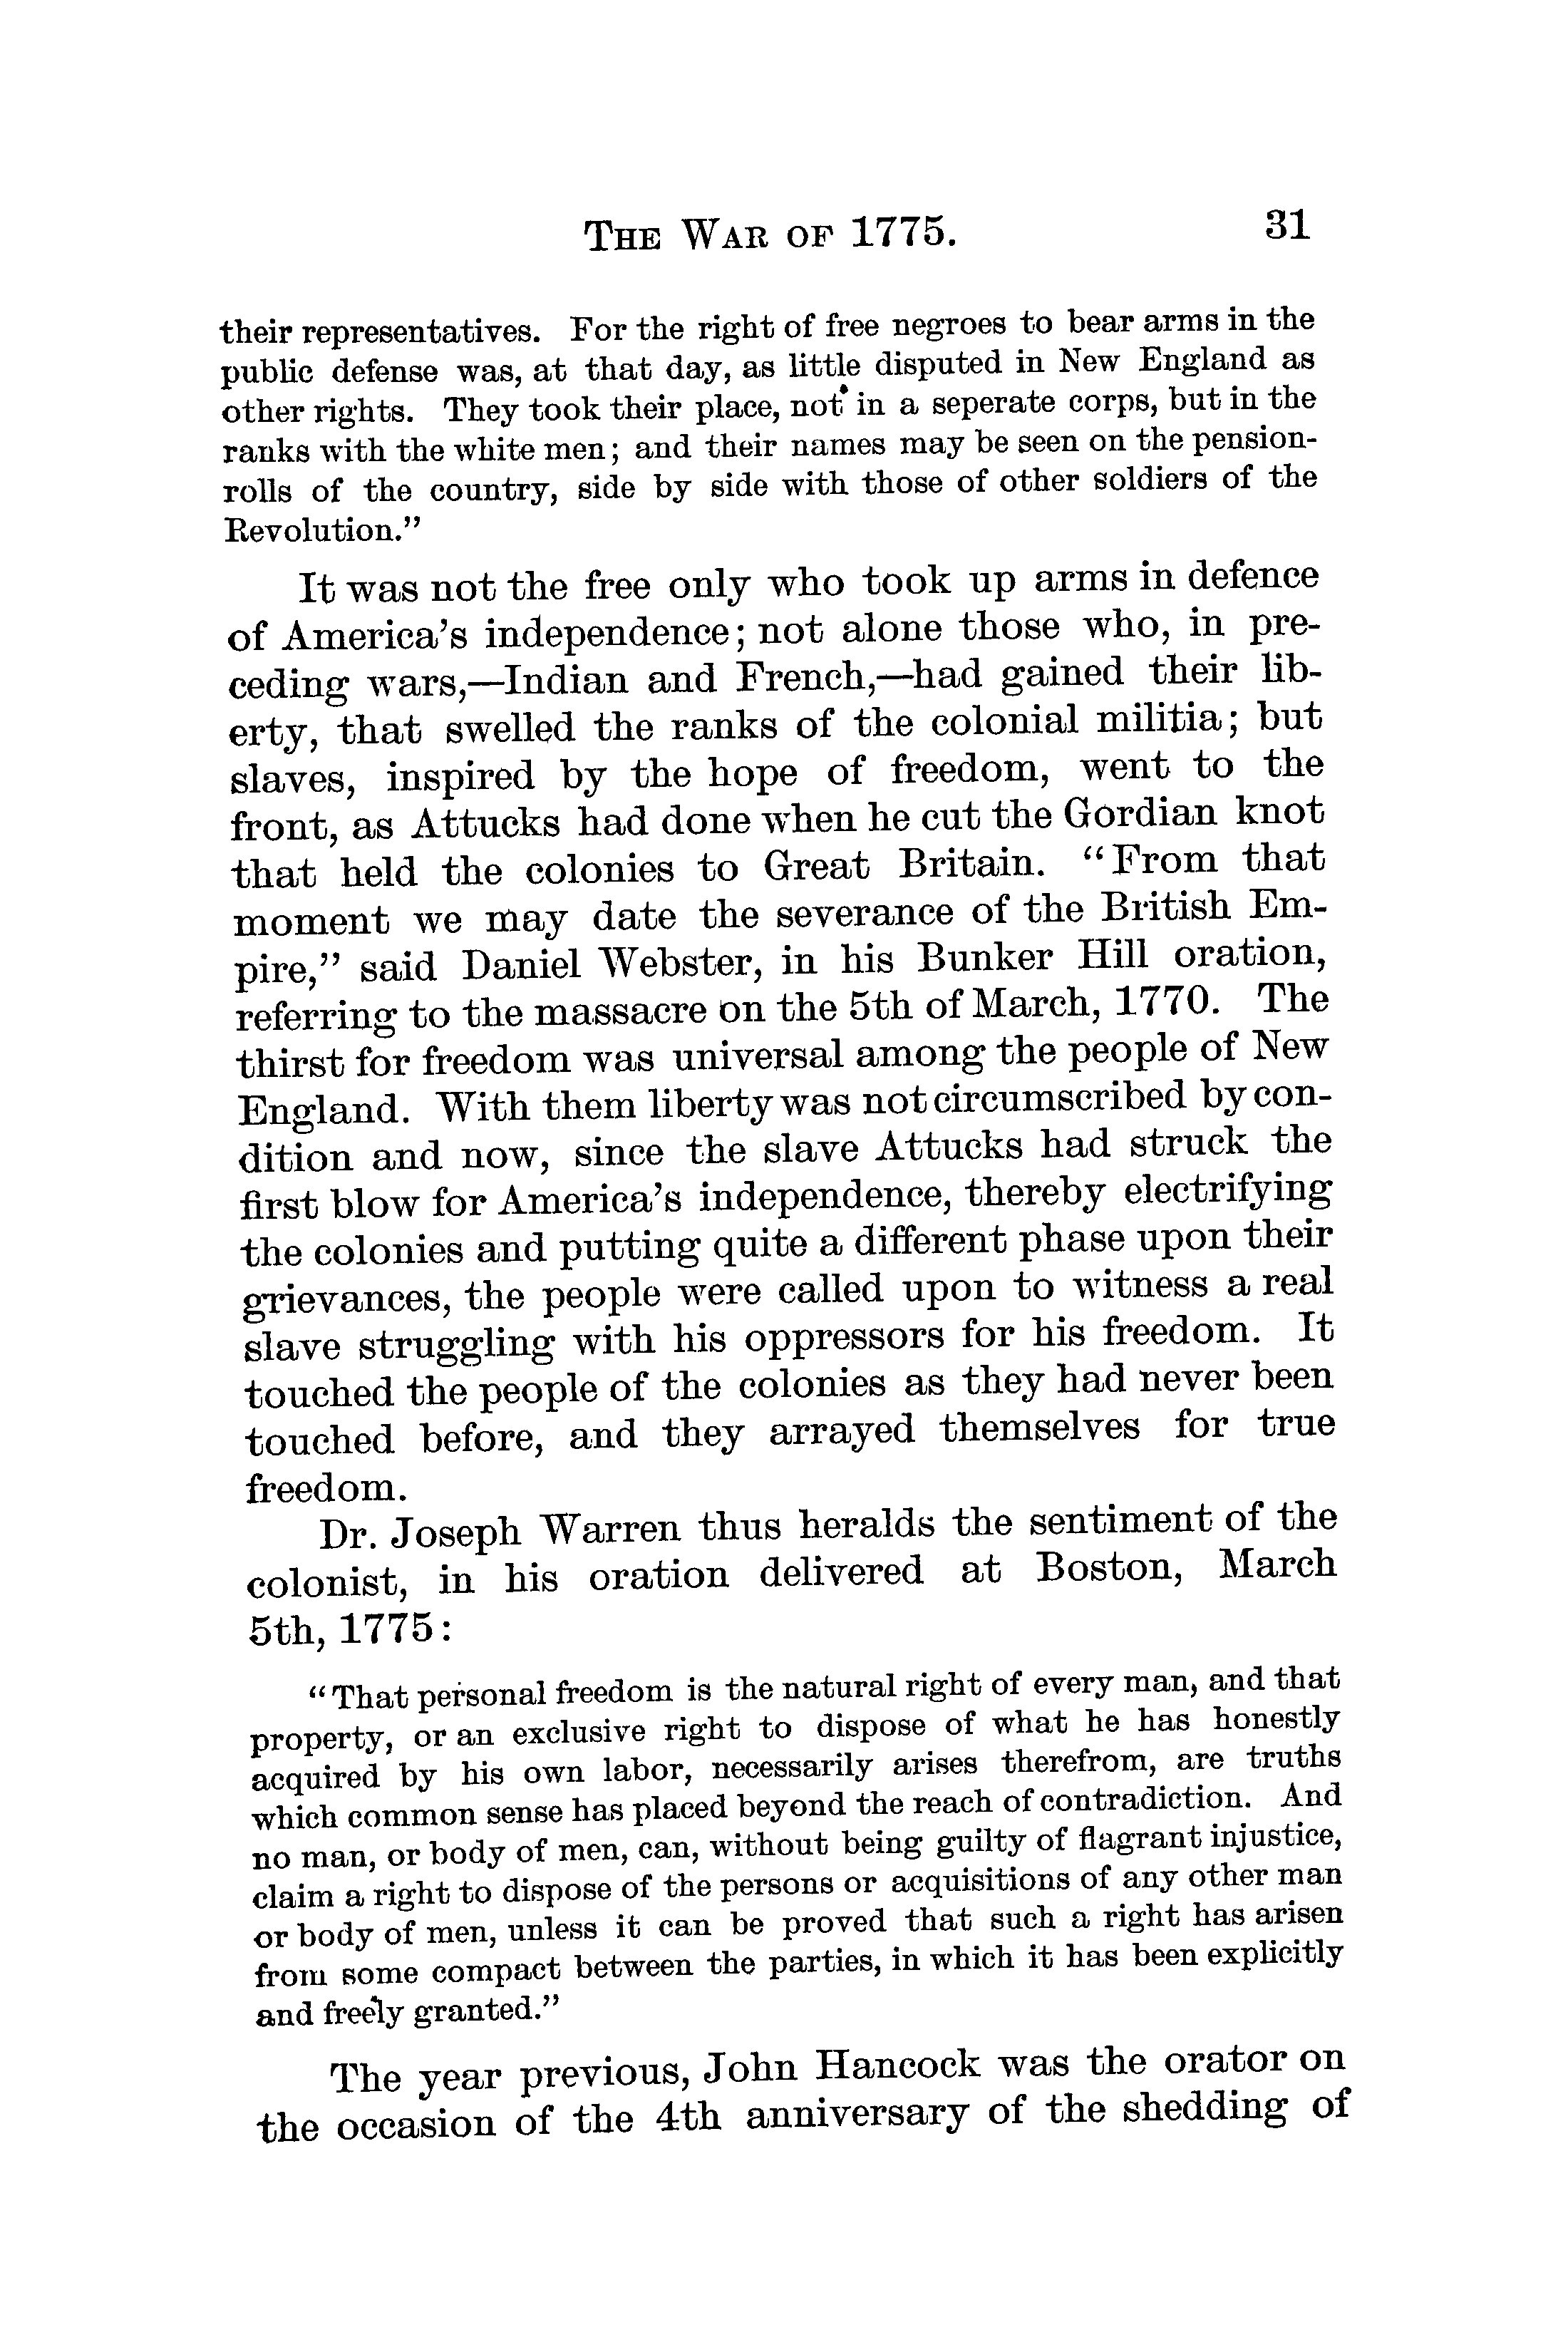 THE WAR OF 1775. 31
their representatives. For the right of free negroes to bear arms in the
public defense was, at that day, as little disputed in New England as
other rights. They took their place, not in a seperate corps, but in the
ranks with the white men; and their names may be seen on the pension-
rolls of the country, side by side with those of other soldiers of the
Revolution.”
It was not the free only who took up arms in defence
of America’s independence; not alone those who, in pre-
ceding wars,—Indian and French,—had gained their lib-
erty, that swelled the ranks of the colonial militia; but
slaves, inspired by the hope of freedom, went to the
front, as Attucks had done when he cut the Gordian knot
that held the colonies to Great Britain. “From that
moment we may date the severance of the British Em-
pire,” said Daniel Webster, in his Bunker Hill oration,
referring to the massacre on the 5th of March, 1770. The
thirst for freedom was universal among the people of New
England. With them liberty was not circumscribed by con-
dition and now, since the slave Attucks had struck the
first blow for America’s independence, thereby electrifying
the colonies and putting quite a different phase upon their
grievances, the people were called upon to witness a real
slave struggling with his oppressors for his freedom. It
touched the people of the colonies as they had never been
touched before, and they arrayed themselves for true
freedom.
Dr. Joseph Warren thus heralds the sentiment of the
colonist, in his oration delivered at Boston, March
5th, 1775:
“That personal freedom is the natural right of every man, and that
property, or an exclusive right to dispose of what he has honestly
acquired by his own labor, necessarily arises therefrom, are truths
which common sense has placed beyond the reach of contradiction. And
no man, or body of men, can, without being guilty of flagrant injustice,
claim a right to dispose of the persons or acquisitions of any other man
or body of men, unless it can be proved that such a right has arisen
from some compact between the parties, in which it has been explicitly
and freely granted.”
The year previous, John Hancock was the orator on
the occasion of the 4th anniversary of the shedding of